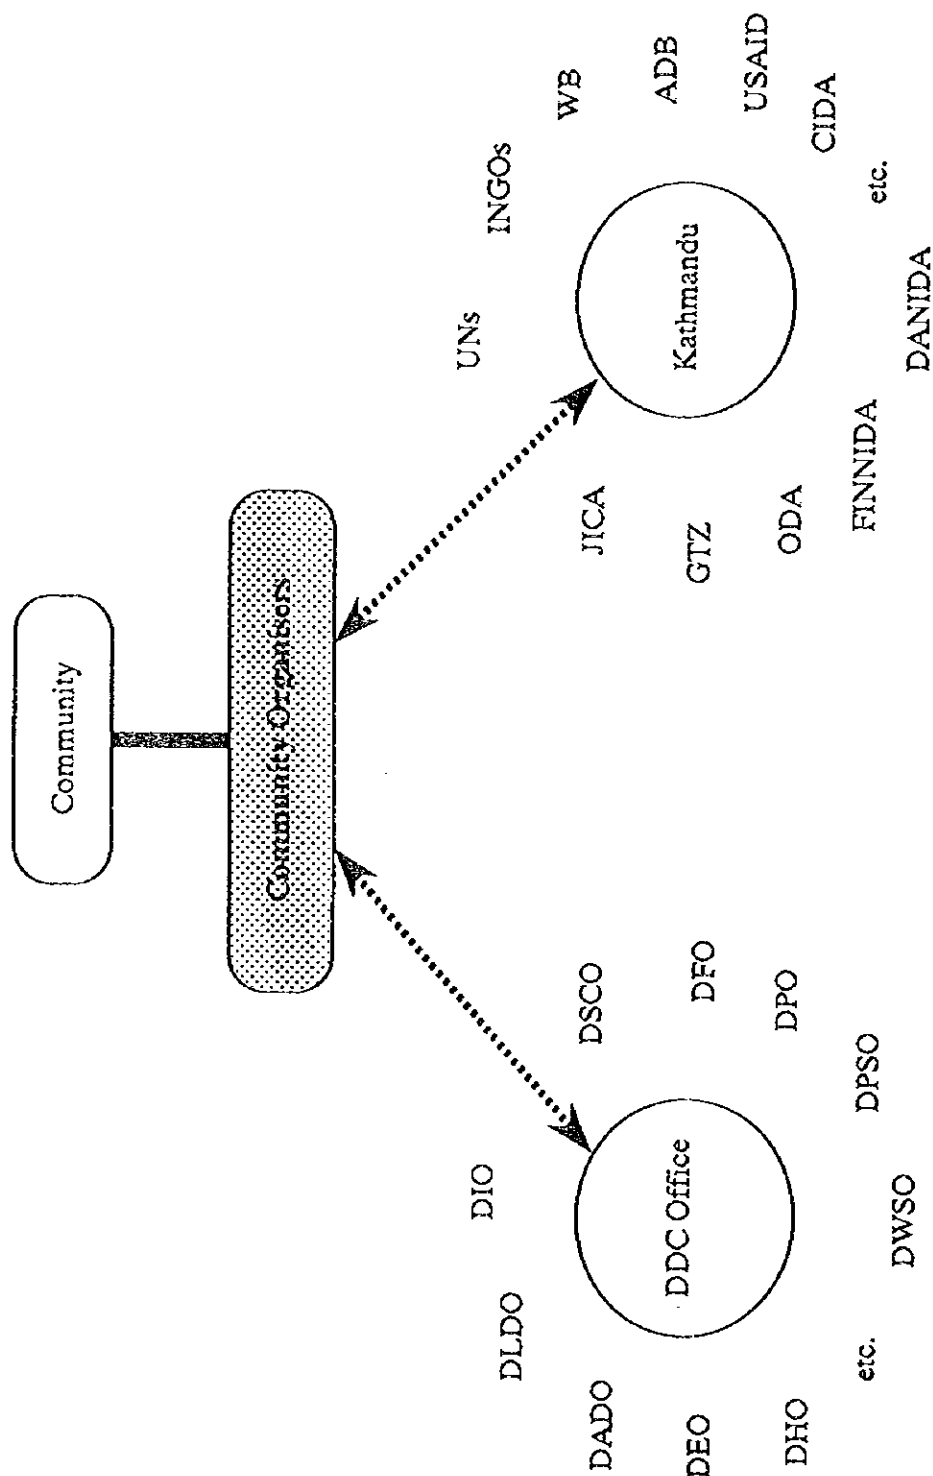 Community
Community Organisers
DDC Office
DIO
DLDO
DADO
DEO
DHO
etc.
DWSO
DPSO
DPO
DFO
DSCO
Kathmandu
UNs
INGOs
WB
ADB
USAID
CIDA
etc.
DANIDA
FINNIDA
ODA
GTZ
JICA